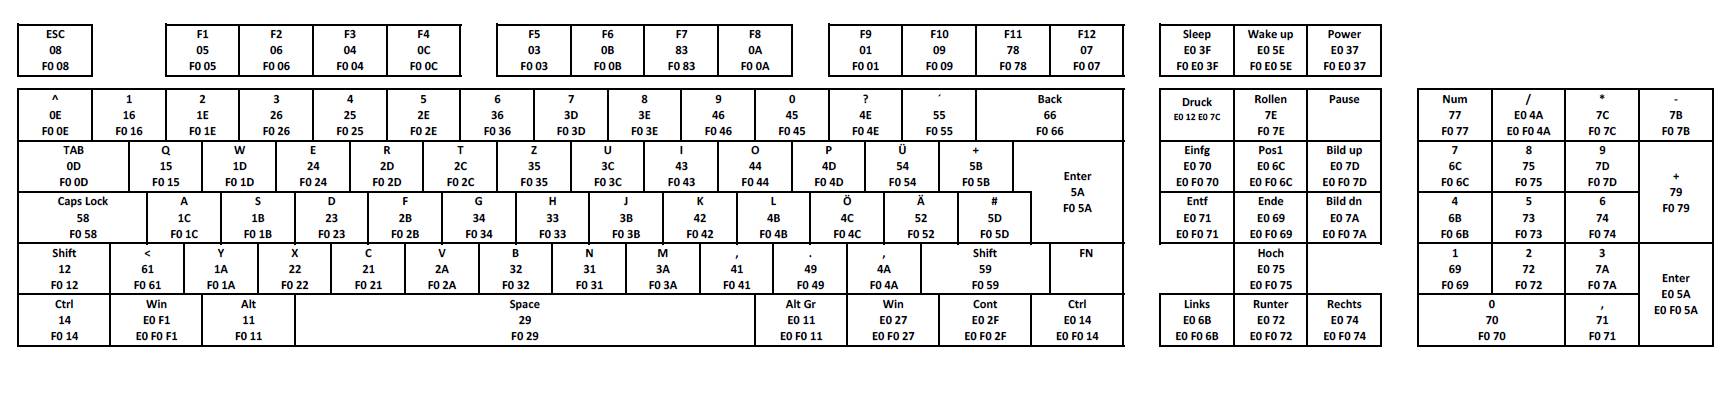 ESC F1 F2 F3 F4 F5 F6 F7 F8 F9 F10 F11 F12 Sleep Wake up Power
08 05 06 04 0C 03 0B 83 0A 01 09 78 07 E0 3F E0 5E E0 37
F0 08 F0 05 F0 06 F0 04 F0 0C F0 03 F0 0B F0 83 F0 0A F0 01 F0 09 F0 78 F0 07 F0 E0 3F F0 E0 5E F0 E0 37
^ 1 2 3 4 5 6 7 8 9 0 ? ´ Back Druck Rollen Pause Num / * -
0E 16 1E 26 25 2E 36 3D 3E 46 45 4E 55 66 E0 12 E0 7C 7E 77 E0 4A 7C 7B
F0 0E F0 16 F0 1E F0 26 F0 25 F0 2E F0 36 F0 3D F0 3E F0 46 F0 45 F0 4E F0 55 F0 66 F0 7E F0 77 E0 F0 4A F0 7C F0 7B
TAB Q W E R T Z U I O P Ü + Einfg Pos1 Bild up 7 8 9
0D 15 1D 24 2D 2C 35 3C 43 44 4D 54 5B E0 70 E0 6C E0 7D 6C 75 7D
F0 0D F0 15 F0 1D F0 24 F0 2D F0 2C F0 35 F0 3C F0 43 F0 44 F0 4D F0 54 F0 5B Enter E0 F0 70 E0 F0 6C E0 F0 7D F0 6C F0 75 F0 7D +
5A 79
Caps Lock A S D F G H J K L Ö Ä # F0 5A Entf Ende Bild dn 4 5 6 F0 79
58 1C 1B 23 2B 34 33 3B 42 4B 4C 52 5D E0 71 E0 69 E0 7A 6B 73 74
F0 58 F0 1C F0 1B F0 23 F0 2B F0 34 F0 33 F0 3B F0 42 F0 4B F0 4C F0 52 F0 5D E0 F0 71 E0 F0 69 E0 F0 7A F0 6B F0 73 F0 74
Shift < Y X C V B N M , . , Shift FN Hoch 1 2 3
12 61 1A 22 21 2A 32 31 3A 41 49 4A 59 E0 75 69 72 7A
F0 12 F0 61 F0 1A F0 22 F0 21 F0 2A F0 32 F0 31 F0 3A F0 41 F0 49 F0 4A F0 59 E0 F0 75 F0 69 F0 72 F0 7A Enter
E0 5A
Ctrl Win Alt Space Alt Gr Win Cont Ctrl Links Runter Rechts 0 , E0 F0 5A
14 E0 F1 11 29 E0 11 E0 27 E0 2F E0 14 E0 6B E0 72 E0 74 70 71
F0 14 E0 F0 F1 F0 11 F0 29 E0 F0 11 E0 F0 27 E0 F0 2F E0 F0 14 E0 F0 6B E0 F0 72 E0 F0 74 F0 70 F0 71